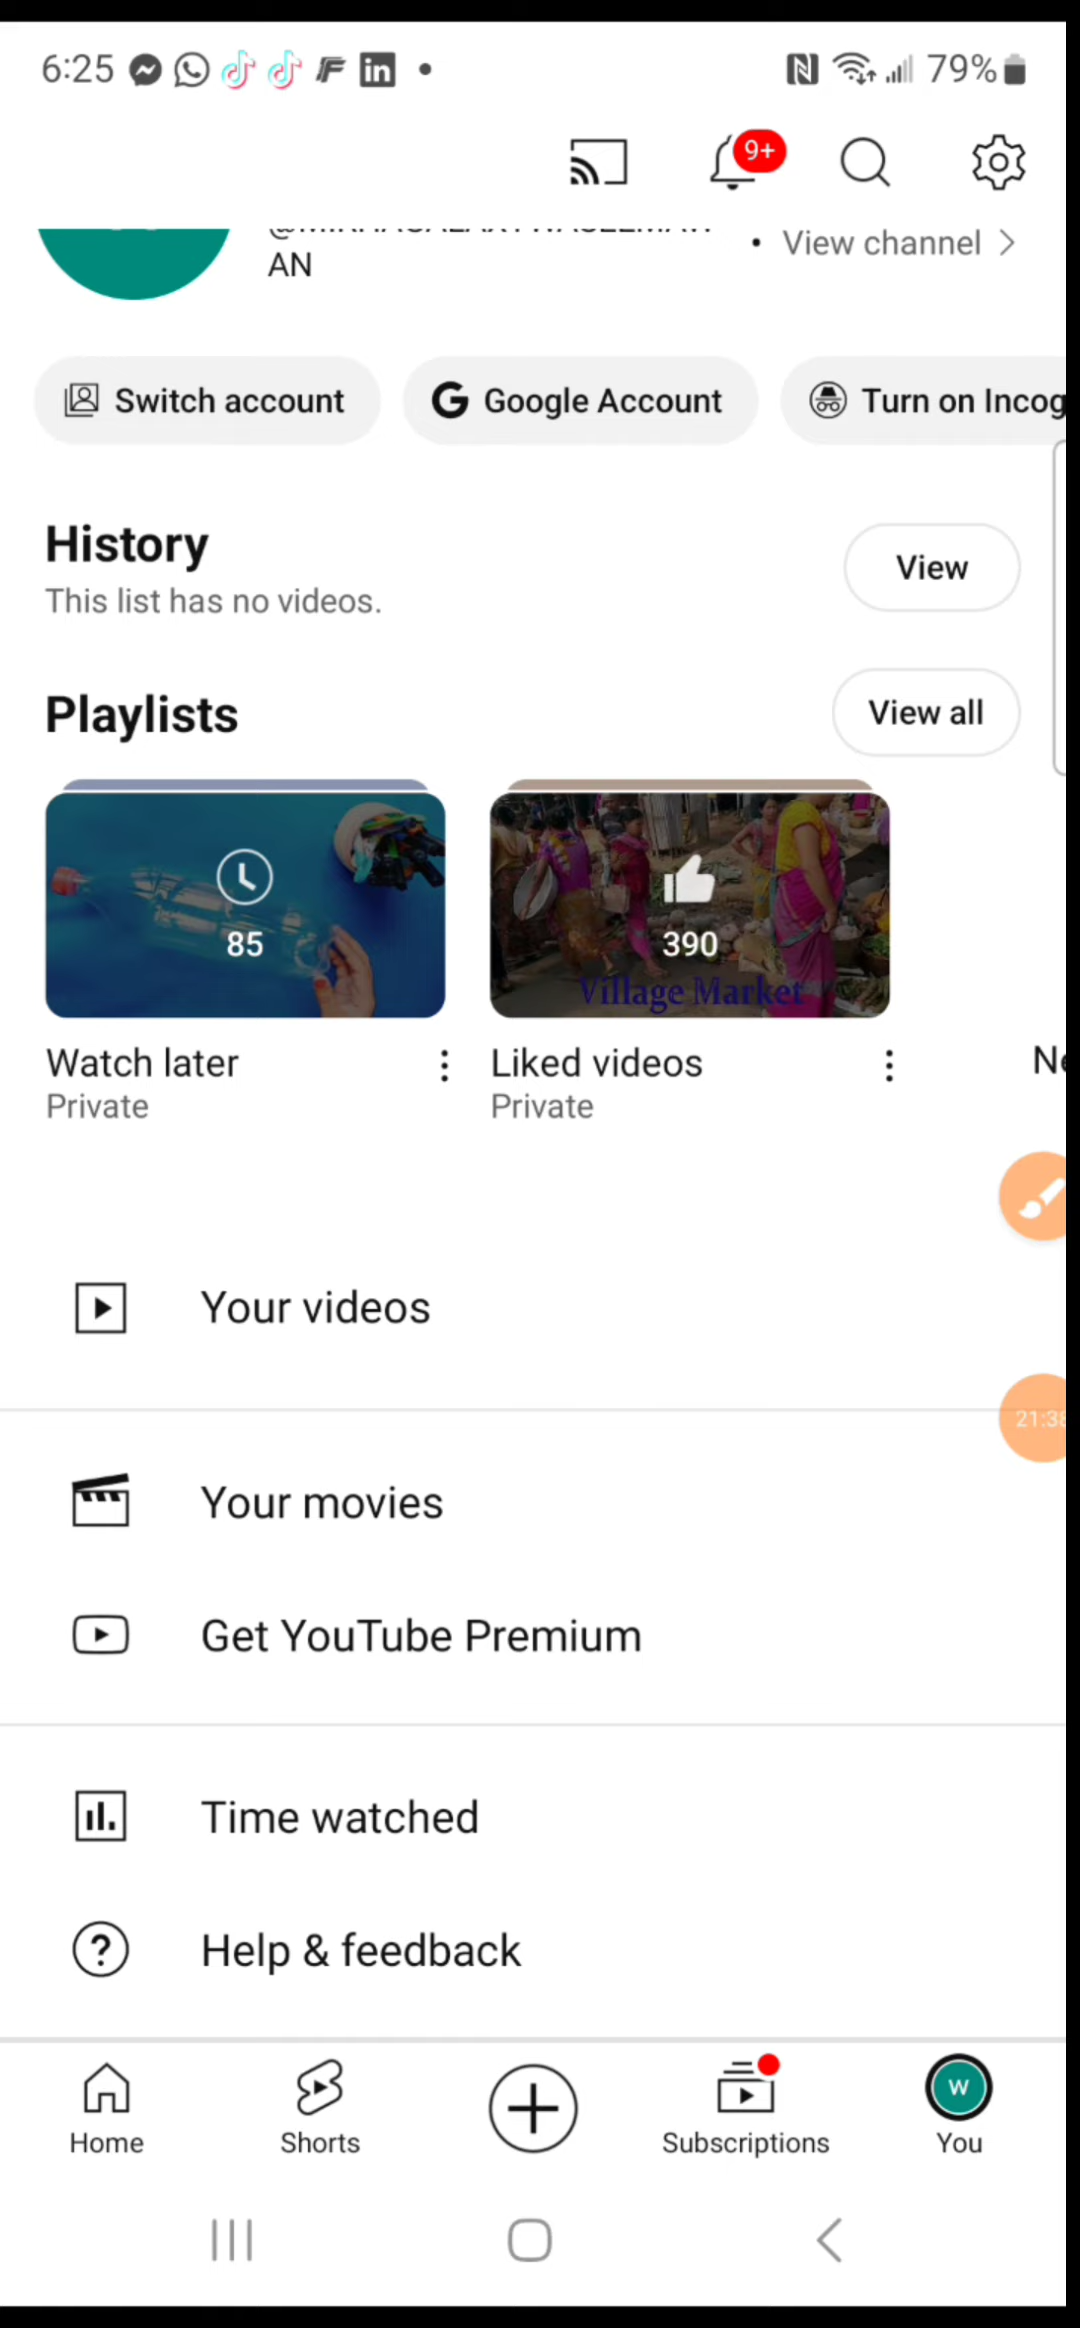 6:25
79%
9+
AN
• View channel
Switch account
Google Account
Turn on Incog
History
This list has no videos.
View
Playlists
View all
85
390
Village Market
Watch later
Private
Liked videos
Private
Your videos
21:38
Your movies
Get YouTube Premium
Time watched
Help & feedback
Home
Shorts
Subscriptions
W
You